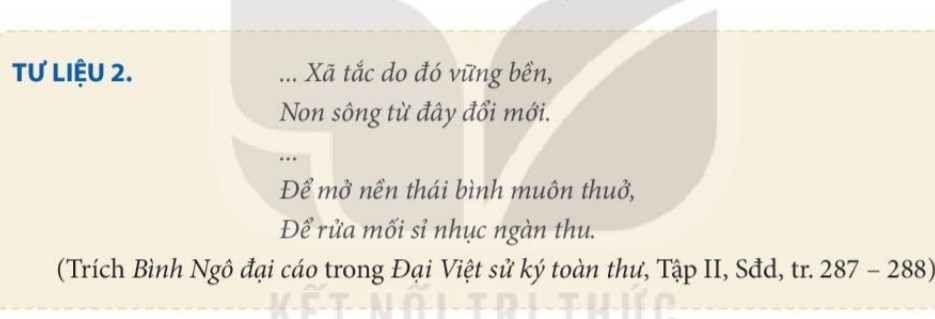 TƯ LIỆU 2.
... Xã tắc do đó vững bền,
Non sông từ đây đổi mới.
...
Để mở nền thái bình muôn thuở,
Để rửa mối sỉ nhục ngàn thu.
(Trích Bình Ngô đại cáo trong Đại Việt sử ký toàn thư, Tập II, Sđd, tr. 287 – 288)
KẾT NỐI TRI THỨC